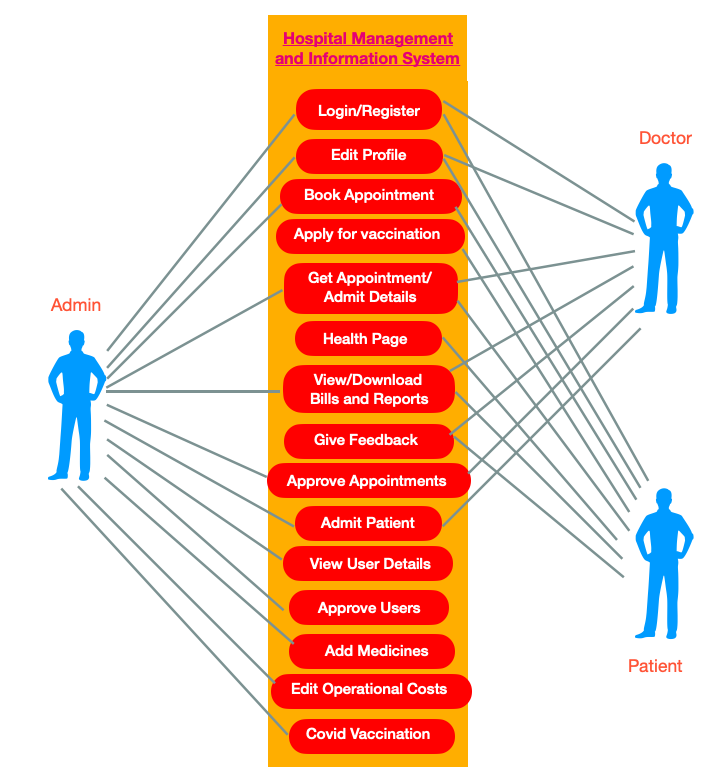 Hospital Management
and Information System
Login/Register
Doctor
Edit Profile
Book Appointment
Apply for vaccination
Get Appointment/
Admit Details
Admin
Health Page
View/Download
Bills and Reports
Give Feedback
Approve Appointments
Admit Patient
View User Details
Approve Users
Add Medicines
Patient
Edit Operational Costs
Covid Vaccination